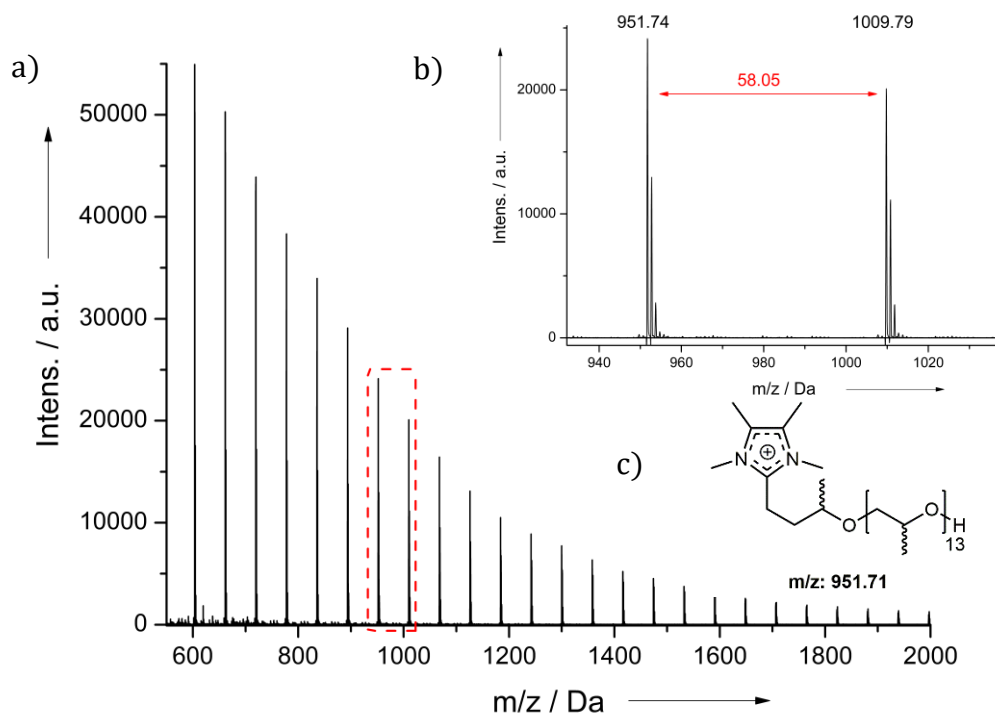 a)
Intens. / a.u.
50000
40000
30000
20000
10000
0
600
800
1000
1200
1400
1600
1800
2000
m/z / Da
b)
951.74
1009.79
58.05
Intens. / a.u.
20000
10000
0
940
960
980
1000
1020
m/z / Da
c)
N
⊕
N
O
O
H
13
m/z: 951.71